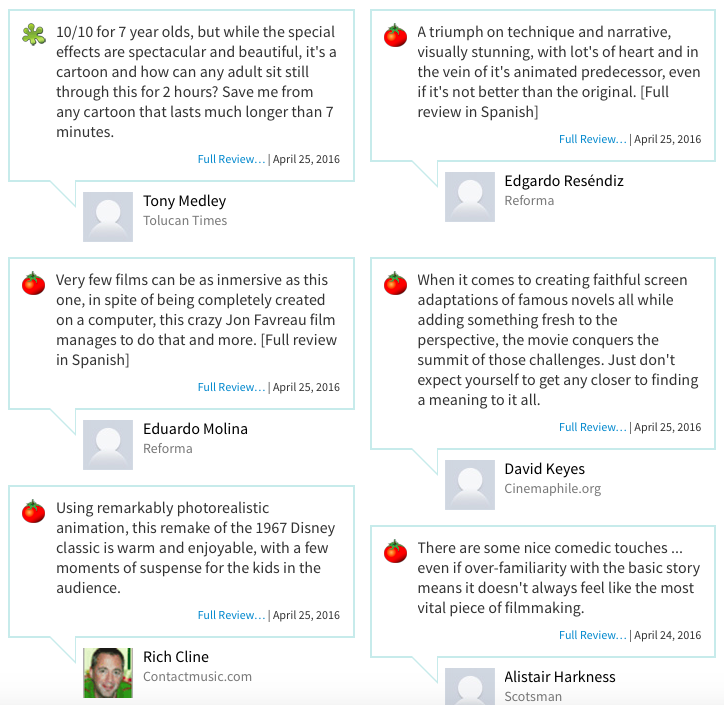 10/10 for 7 year olds, but while the special
effects are spectacular and beautiful, it's a
cartoon and how can any adult sit still
through this for 2 hours? Save me from
any cartoon that lasts much longer than 7
minutes.
Full Review... | April 25, 2016
Tony Medley
Tolucan Times
A triumph on technique and narrative,
visually stunning, with lot's of heart and in
the vein of it's animated predecessor, even
if it's not better than the original. [Full
review in Spanish]
Full Review... | April 25, 2016
Edgardo Reséndiz
Reforma
Very few films can be as inmersive as this
one, in spite of being completely created
on a computer, this crazy Jon Favreau film
manages to do that and more. [Full review
in Spanish]
Full Review... | April 25, 2016
Eduardo Molina
Reforma
When it comes to creating faithful screen
adaptations of famous novels all while
adding something fresh to the
perspective, the movie conquers the
summit of those challenges. Just don't
expect yourself to get any closer to finding
a meaning to it all.
Full Review... | April 25, 2016
David Keyes
Cinemaphile.org
Using remarkably photorealistic
animation, this remake of the 1967 Disney
classic is warm and enjoyable, with a few
moments of suspense for the kids in the
audience.
Full Review... | April 25, 2016
Rich Cline
Contactmusic.com
There are some nice comedic touches ...
even if over-familiarity with the basic story
means it doesn't always feel like the most
vital piece of filmmaking.
Full Review... | April 24, 2016
Alistair Harkness
Scotsman